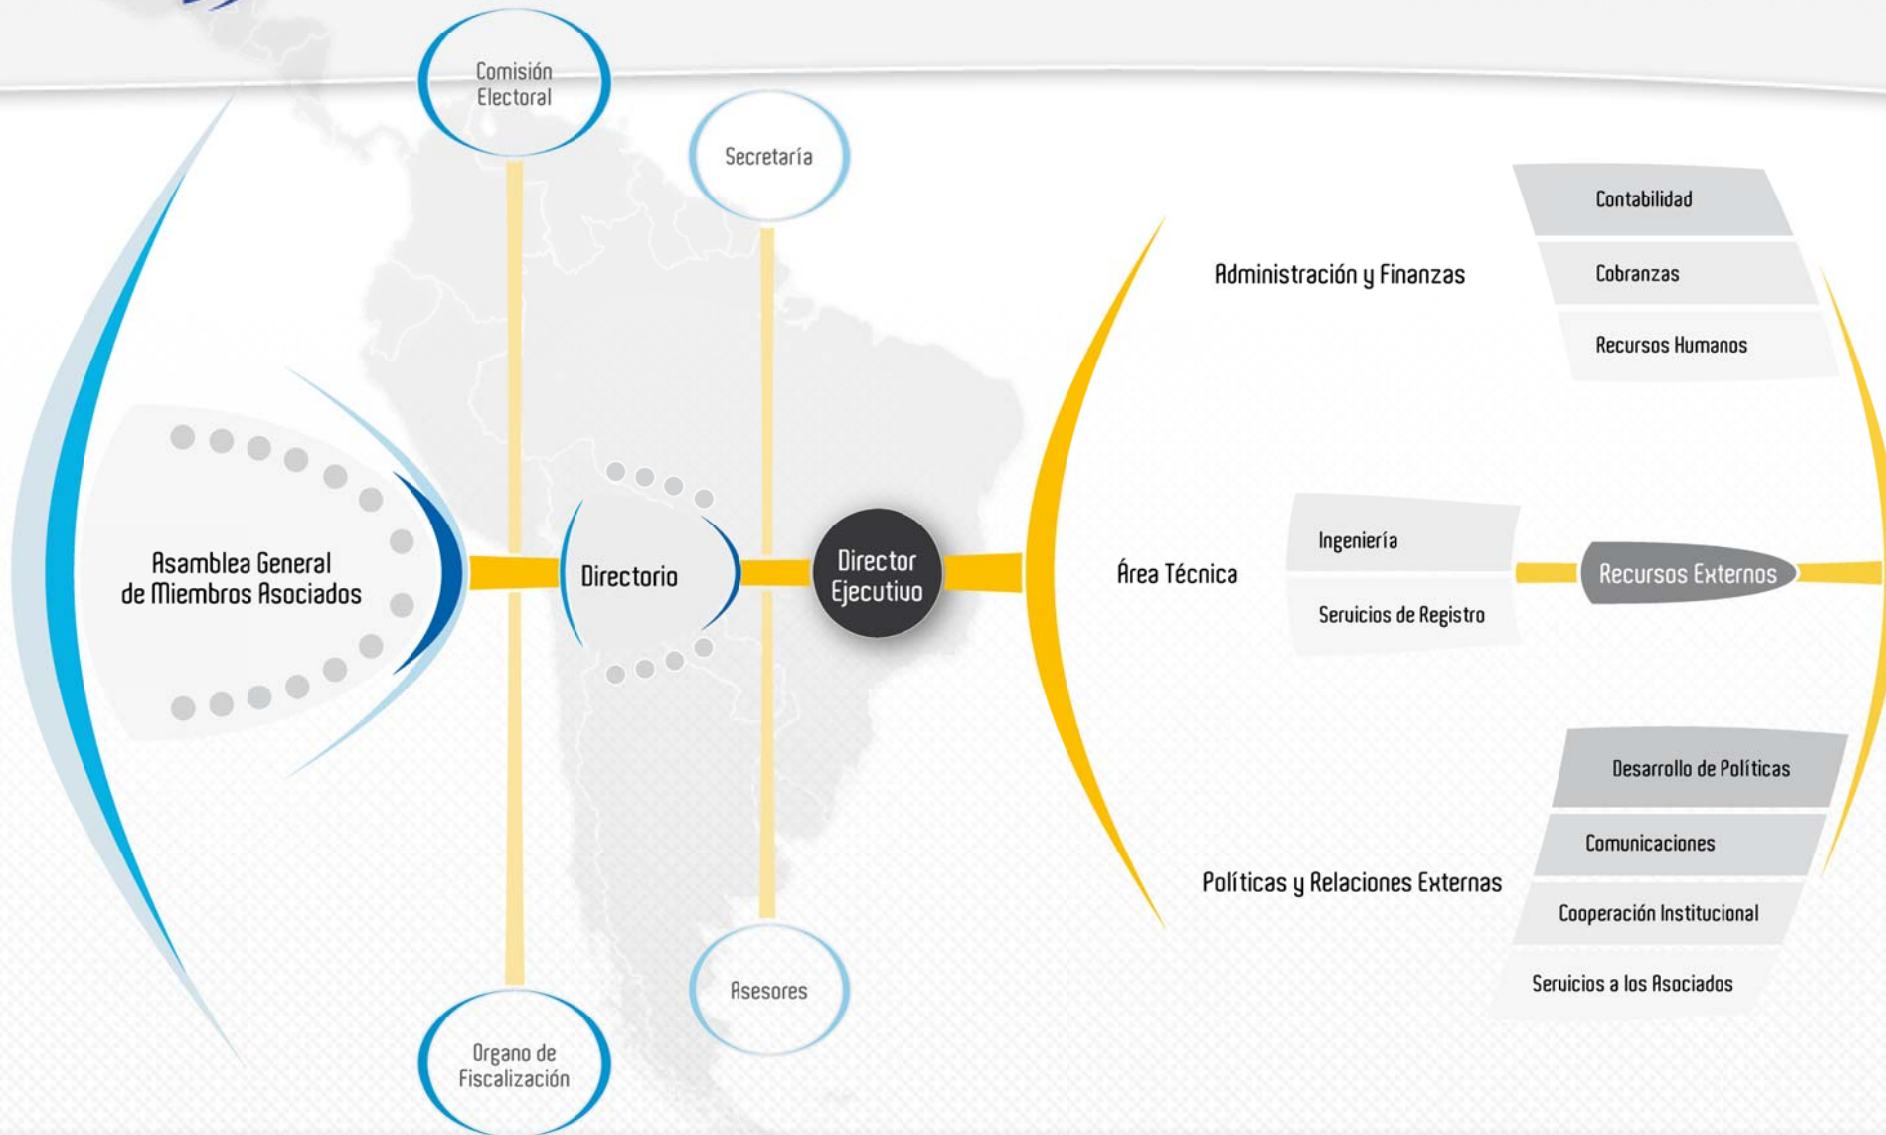 Comisión
Electoral
Secretaría
Asamblea General
de Miembros Asociados
Directorio
Director
Ejecutivo
Asesores
Organo de
Fiscalización
Administración y Finanzas
Contabilidad
Cobranzas
Recursos Humanos
Área Técnica
Ingeniería
Servicios de Registro
Recursos Externos
Políticas y Relaciones Externas
Desarrollo de Políticas
Comunicaciones
Cooperación Institucional
Servicios a los Asociados